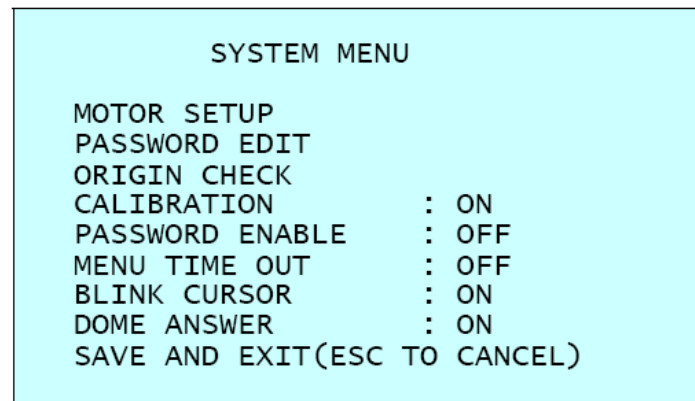 SYSTEM MENU
MOTOR SETUP
PASSWORD EDIT
ORIGIN CHECK
CALIBRATION : ON
PASSWORD ENABLE : OFF
MENU TIME OUT : OFF
BLINK CURSOR : ON
DOME ANSWER : ON
SAVE AND EXIT(ESC TO CANCEL)